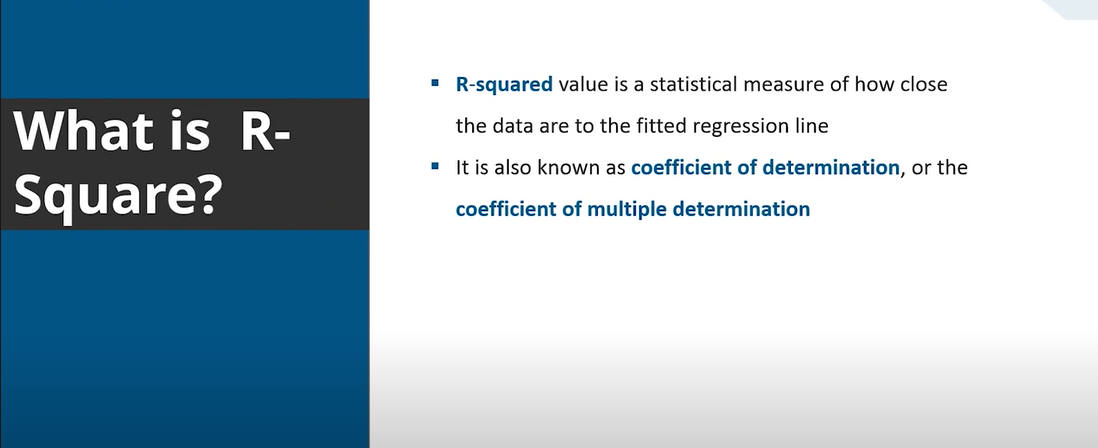 What is R-
Square?
▪ R-squared value is a statistical measure of how close
the data are to the fitted regression line
▪ It is also known as coefficient of determination, or the
coefficient of multiple determination